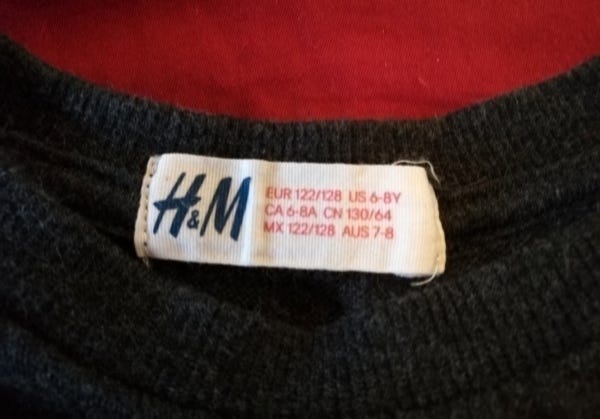 H&M
EUR 122/128 US 6-8Y
CA 6-8A CN 130/64
MX 122/128 AUS 7-8